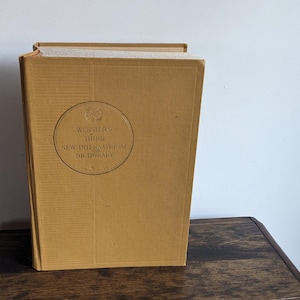 WEBSTER'S
THIRD
NEW INTERNATIONAL
DICTIONARY